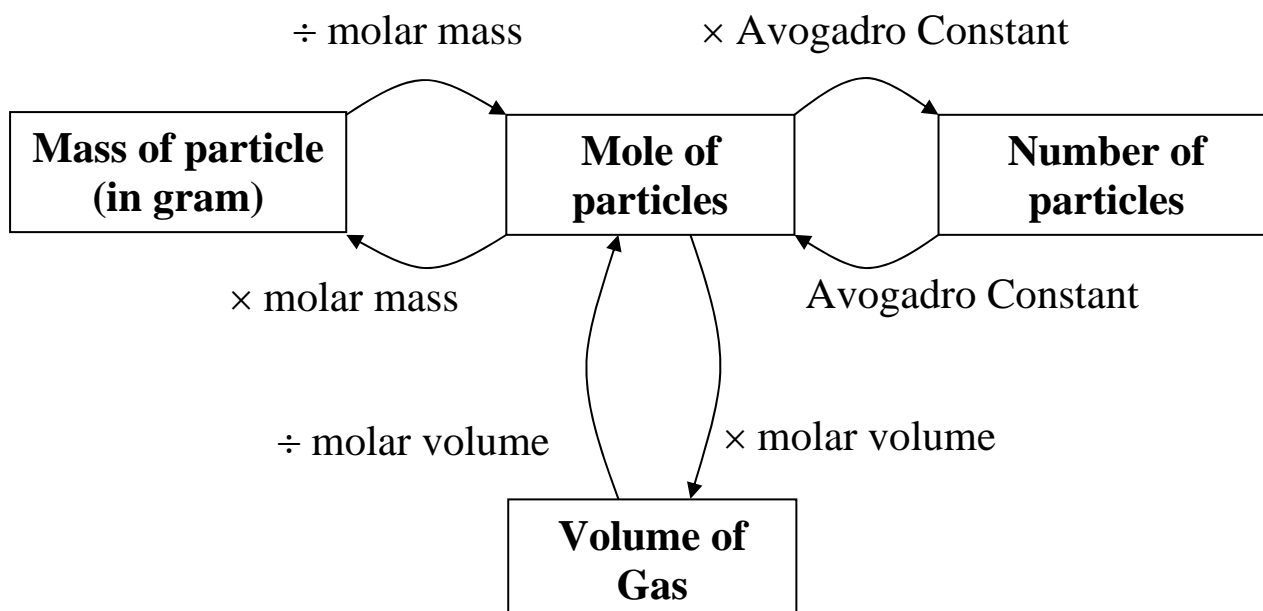 ÷ molar mass
× Avogadro Constant
Mass of particle
(in gram)
Mole of
particles
Number of
particles
× molar mass
Avogadro Constant
÷ molar volume
× molar volume
Volume of
Gas